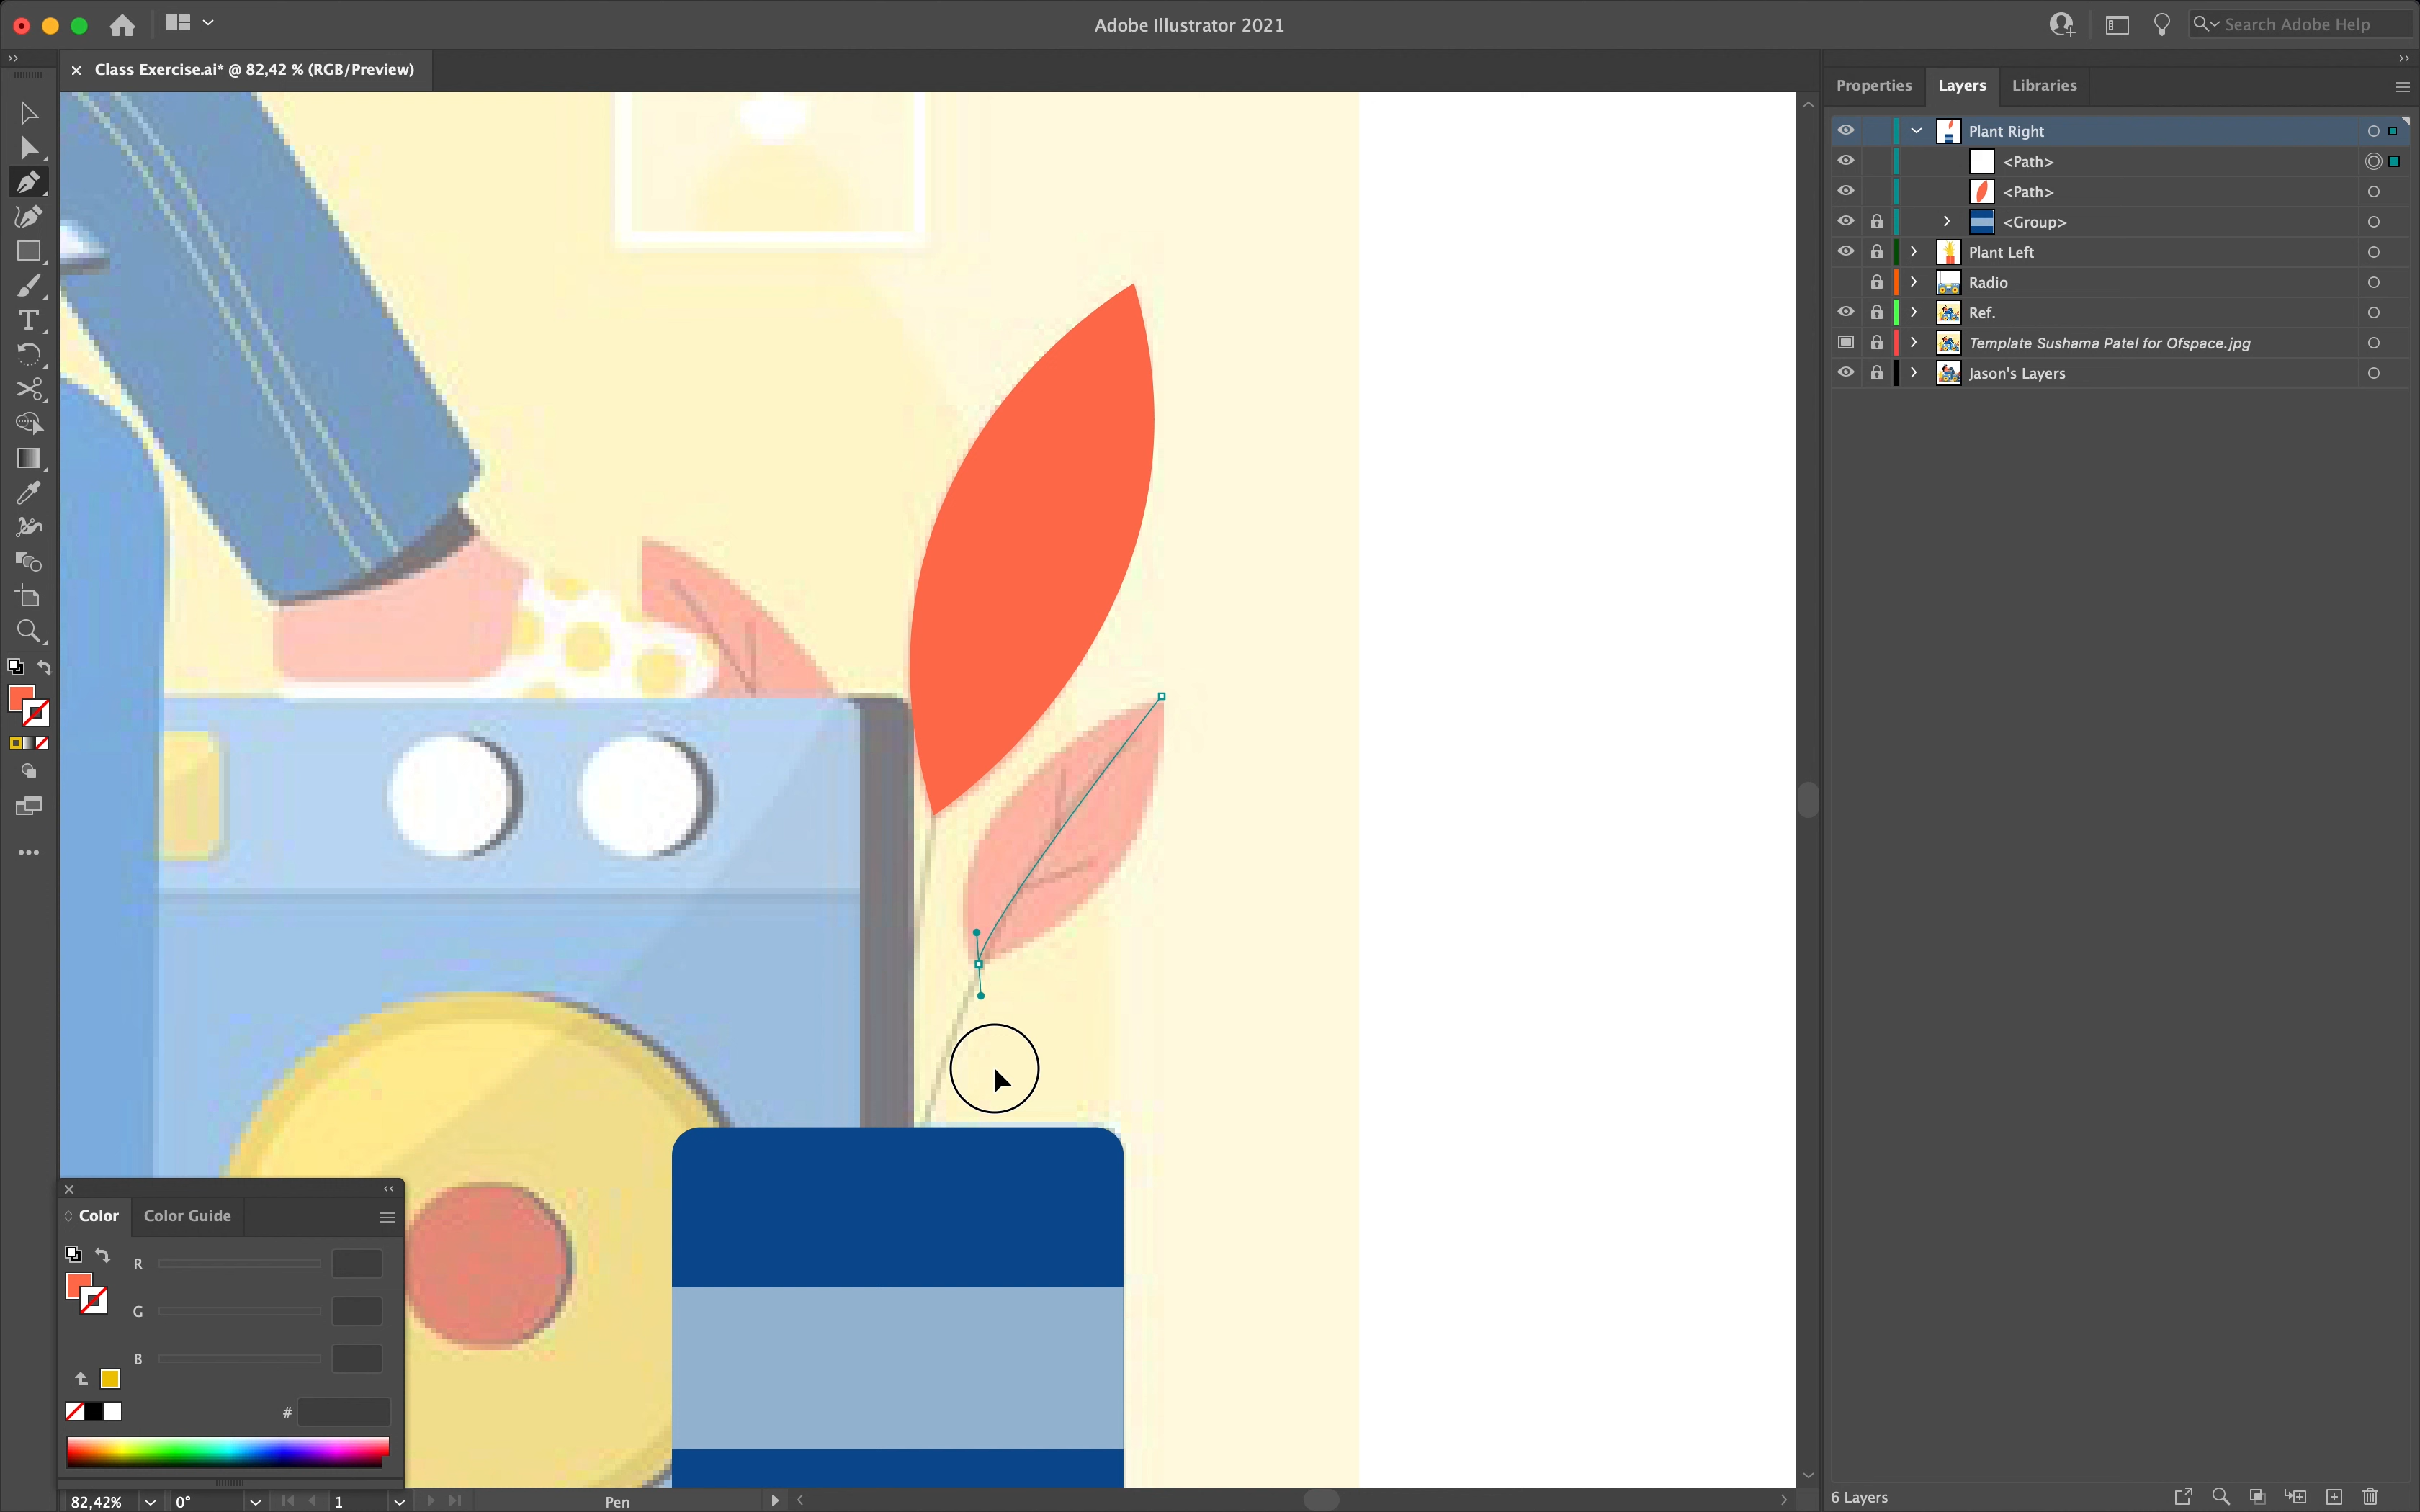 Adobe Illustrator 2021
Search Adobe Help
Class Exercise.ai* @ 82,42 % (RGB/Preview)
Properties
Layers
Libraries
Plant Right
<Path>
<Path>
<Group>
Plant Left
Radio
Ref.
Template Sushama Patel for Ofspace.jpg
Jason's Layers
Color
Color Guide
R
G
B
#
82,42%
0°
1
Pen
6 Layers